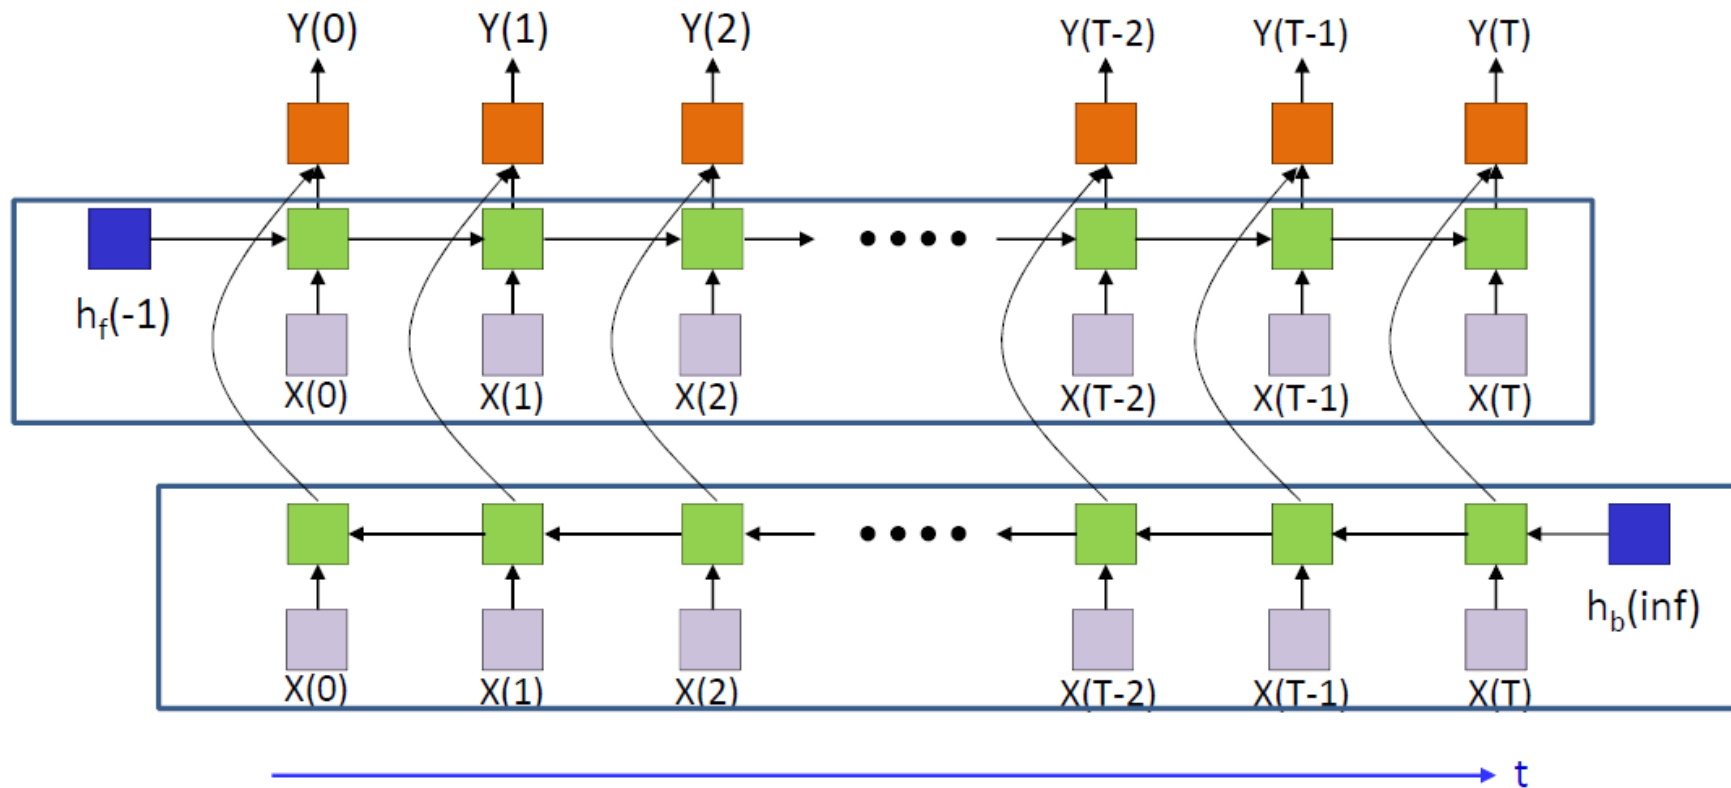 Y(0) Y(1) Y(2) Y(T-2) Y(T-1) Y(T)
hf(-1)
X(0) X(1) X(2) X(T-2) X(T-1) X(T)
hb(inf)
X(0) X(1) X(2) X(T-2) X(T-1) X(T)
t